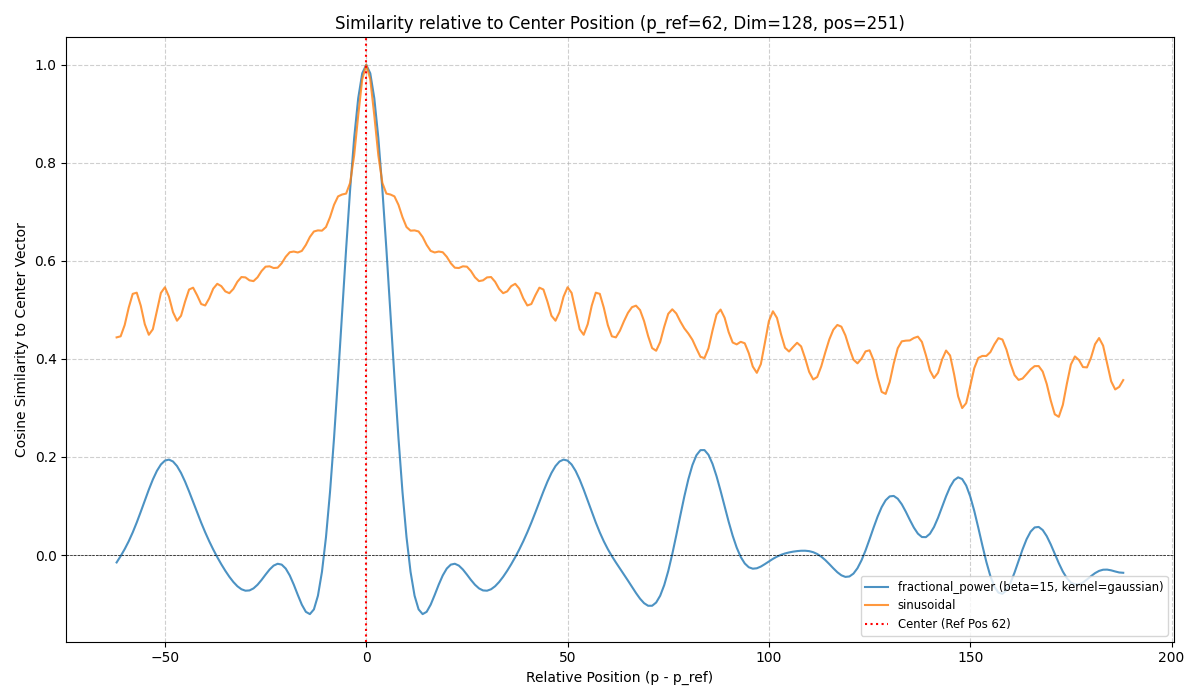 Similarity relative to Center Position (p_ref=62, Dim=128, pos=251)
Cosine Similarity to Center Vector
1.0
0.8
0.6
0.4
0.2
0.0
−50
0
50
100
150
200
Relative Position (p - p_ref)
fractional_power (beta=15, kernel=gaussian)
sinusoidal
Center (Ref Pos 62)